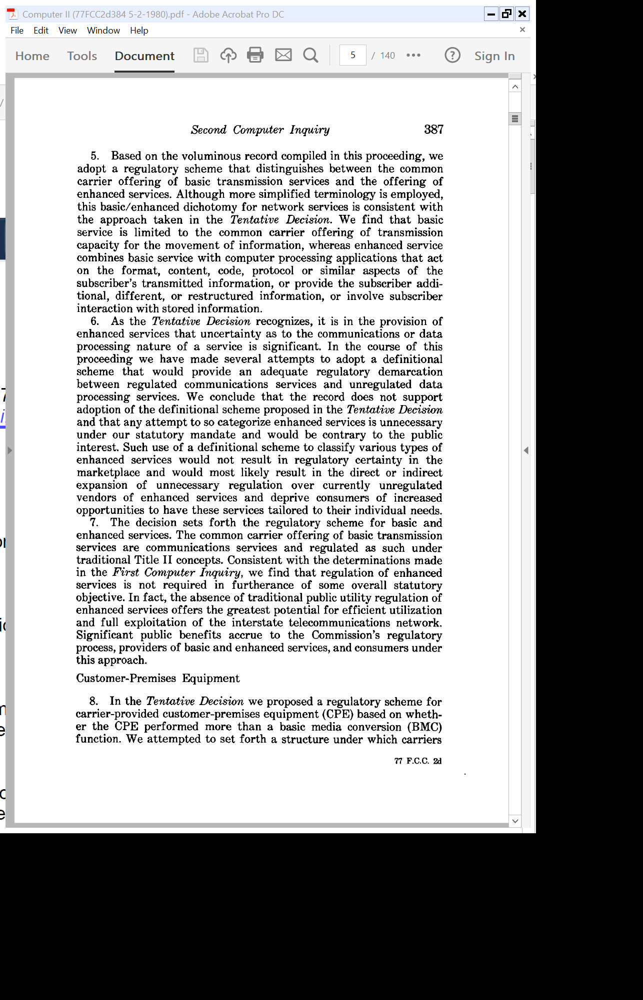 Computer II (77FCC2d384 5-2-1980).pdf - Adobe Acrobat Pro DC
File Edit View Window Help
Home Tools Document 5 / 140 ••• ? Sign In
Second Computer Inquiry 387
5. Based on the voluminous record compiled in this proceeding, we
adopt a regulatory scheme that distinguishes between the common
carrier offering of basic transmission services and the offering of
enhanced services. Although more simplified terminology is employed,
this basic/enhanced dichotomy for network services is consistent with
the approach taken in the Tentative Decision. We find that basic
service is limited to the common carrier offering of transmission
capacity for the movement of information, whereas enhanced service
combines basic service with computer processing applications that act
on the format, content, code, protocol or similar aspects of the
subscriber's transmitted information, or provide the subscriber addi-
tional, different, or restructured information, or involve subscriber
interaction with stored information.
6. As the Tentative Decision recognizes, it is in the provision of
enhanced services that uncertainty as to the communications or data
processing nature of a service is significant. In the course of this
proceeding we have made several attempts to adopt a definitional
scheme that would provide an adequate regulatory demarcation
between regulated communications services and unregulated data
processing services. We conclude that the record does not support
adoption of the definitional scheme proposed in the Tentative Decision
and that any attempt to so categorize enhanced services is unnecessary
under our statutory mandate and would be contrary to the public
interest. Such use of a definitional scheme to classify various types of
enhanced services would not result in regulatory certainty in the
marketplace and would most likely result in the direct or indirect
expansion of unnecessary regulation over currently unregulated
vendors of enhanced services and deprive consumers of increased
opportunities to have these services tailored to their individual needs.
7. The decision sets forth the regulatory scheme for basic and
enhanced services. The common carrier offering of basic transmission
services are communications services and regulated as such under
traditional Title II concepts. Consistent with the determinations made
in the First Computer Inquiry, we find that regulation of enhanced
services is not required in furtherance of some overall statutory
objective. In fact, the absence of traditional public utility regulation of
enhanced services offers the greatest potential for efficient utilization
and full exploitation of the interstate telecommunications network.
Significant public benefits accrue to the Commission's regulatory
process, providers of basic and enhanced services, and consumers under
this approach.
Customer-Premises Equipment
8. In the Tentative Decision we proposed a regulatory scheme for
carrier-provided customer-premises equipment (CPE) based on wheth-
er the CPE performed more than a basic media conversion (BMC)
function. We attempted to set forth a structure under which carriers
77 F.C.C. 2d